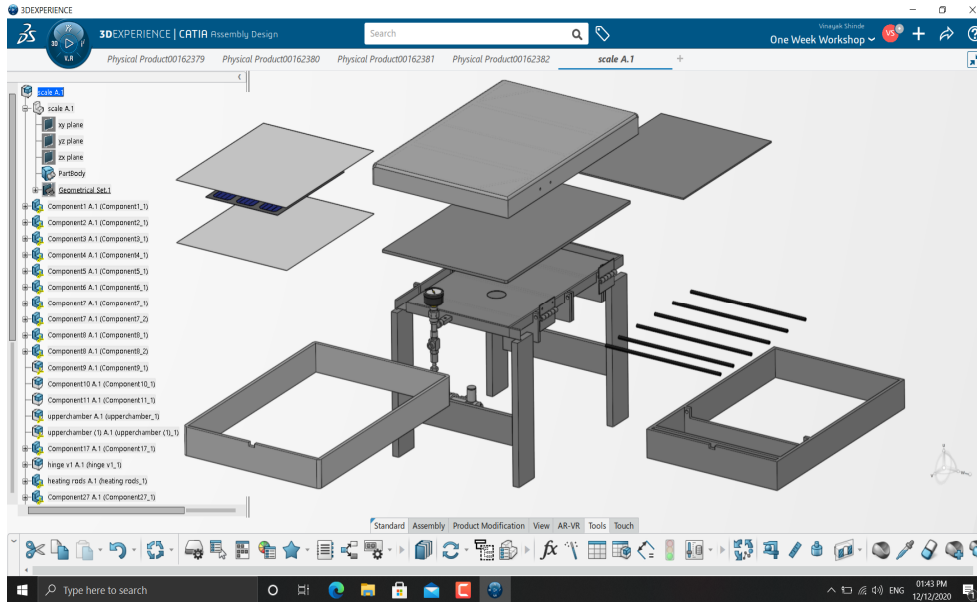 3DEXPERIENCE
3DEXPERIENCE | CATIA Assembly Design
Search
Vinayak Shinde
One Week Workshop
VS
3D
V.R
Physical Product00162379
Physical Product00162380
Physical Product00162381
Physical Product00162382
scale A.1
scale A.1
scale A.1
xy plane
yz plane
zx plane
PartBody
Geometrical Set.1
Component1 A.1 (Component1_1)
Component2 A.1 (Component2_1)
Component3 A.1 (Component3_1)
Component4 A.1 (Component4_1)
Component5 A.1 (Component5_1)
Component6 A.1 (Component6_1)
Component7 A.1 (Component7_1)
Component7 A.1 (Component7_2)
Component8 A.1 (Component8_1)
Component8 A.1 (Component8_2)
Component9 A.1 (Component9_1)
Component10 A.1 (Component10_1)
Component11 A.1 (Component11_1)
upperchamber A.1 (upperchamber_1)
upperchamber (1) A.1 (upperchamber (1)_1)
Component17 A.1 (Component17_1)
hinge v1 A.1 (hinge v1_1)
heating rods A.1 (heating rods_1)
Component27 A.1 (Component27_1)
Standard Assembly Product Modification View AR-VR Tools Touch
Type here to search
ENG
01:43 PM
12/12/2020